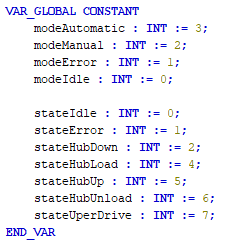 VAR_GLOBAL CONSTANT
modeAutomatic : INT := 3;
modeManual : INT := 2;
modeError : INT := 1;
modeIdle : INT := 0;
stateIdle : INT := 0;
stateError : INT := 1;
stateHubDown : INT := 2;
stateHubLoad : INT := 4;
stateHubUp : INT := 5;
stateHubUnload : INT := 6;
stateUperDrive : INT := 7;
END_VAR